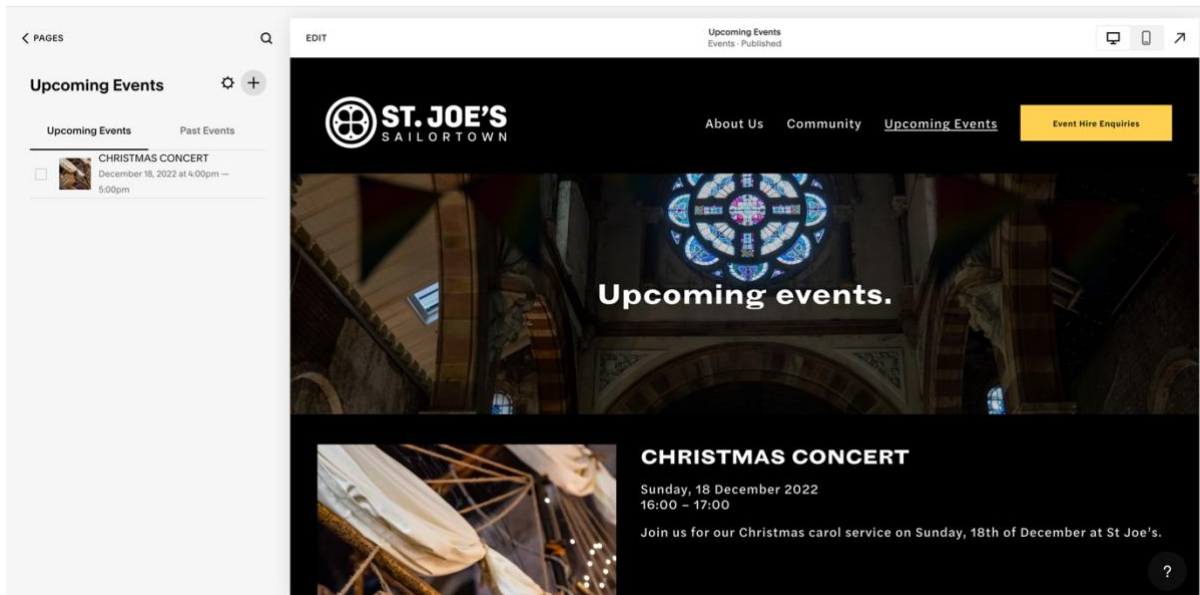 PAGES
EDIT
Upcoming Events
Events · Published
Upcoming Events
Upcoming Events
Past Events
CHRISTMAS CONCERT
December 18, 2022 at 4:00pm —
5:00pm
ST. JOE'S
SAILORTOWN
About Us
Community
Upcoming Events
Event Hire Enquiries
Upcoming events.
CHRISTMAS CONCERT
Sunday, 18 December 2022
16:00 – 17:00
Join us for our Christmas carol service on Sunday, 18th of December at St Joe's.
?